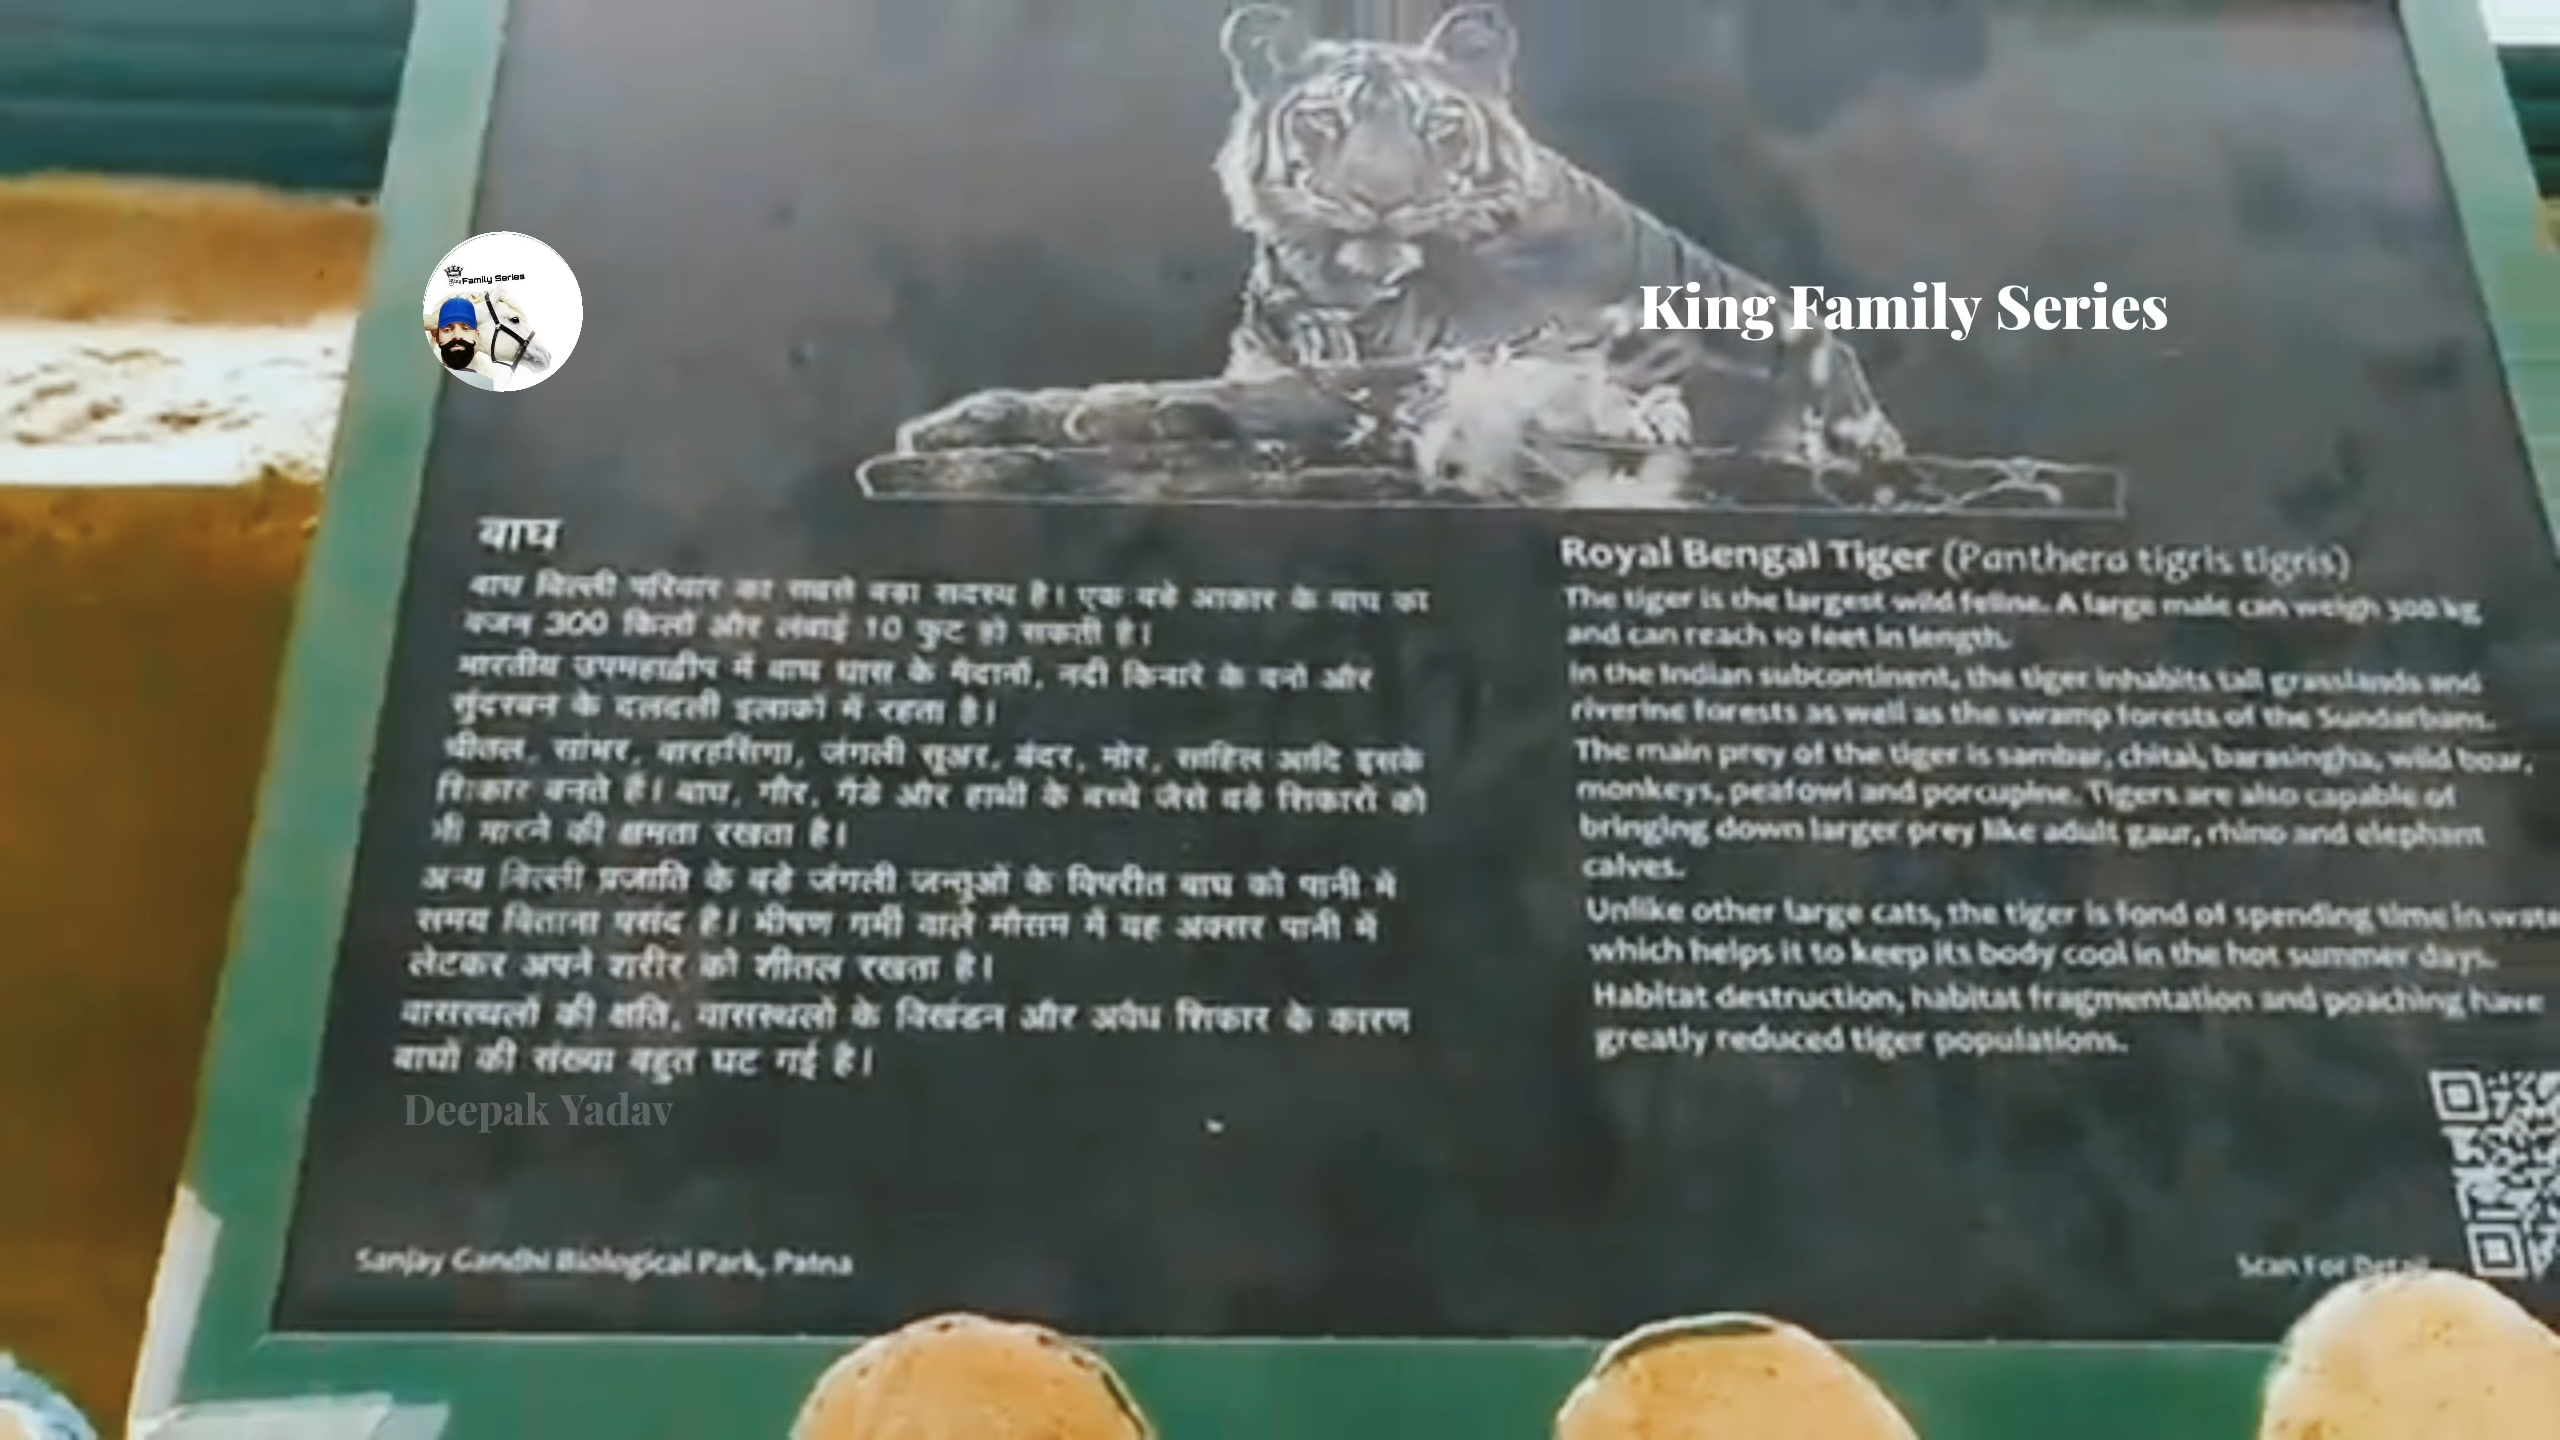 King Family Series
King Family Series
बाघ
बाघ बिल्ली परिवार का सबसे बड़ा सदस्य है। एक बड़े आकार के बाघ का
वजन 300 किलो और लंबाई 10 फुट हो सकती है।
भारतीय उपमहाद्वीप में बाघ घास के मैदानों, नदी किनारे के वनों और
सुंदरवन के दलदली इलाकों में रहता है।
चीतल, सांभर, बारहसिंगा, जंगली सूअर, बंदर, मोर, साहिल आदि इसके
शिकार बनते हैं। बाघ, गौर, गैंडे और हाथी के बच्चे जैसे बड़े शिकारों को
भी मारने की क्षमता रखता है।
अन्य बिल्ली प्रजाति के बड़े जंगली जन्तुओं के विपरीत बाघ को पानी में
समय बिताना पसंद है। भीषण गर्मी वाले मौसम में वह अक्सर पानी में
लेटकर अपने शरीर को शीतल रखता है।
वासस्थलों की क्षति, वासस्थलों के विखंडन और अवैध शिकार के कारण
बाघों की संख्या बहुत घट गई है।
Royal Bengal Tiger (Panthera tigris tigris)
The tiger is the largest wild feline. A large male can weigh 300 kg
and can reach 10 feet in length.
In the Indian subcontinent, the tiger inhabits tall grasslands and
riverine forests as well as the swamp forests of the Sundarbans.
The main prey of the tiger is sambar, chital, barasingha, wild boar,
monkeys, peafowl and porcupine. Tigers are also capable of
bringing down larger prey like adult gaur, rhino and elephant
calves.
Unlike other large cats, the tiger is fond of spending time in wate
which helps it to keep its body cool in the hot summer days.
Habitat destruction, habitat fragmentation and poaching have
greatly reduced tiger populations.
Deepak Yadav
Sanjay Gandhi Biological Park, Patna
Scan For Detail